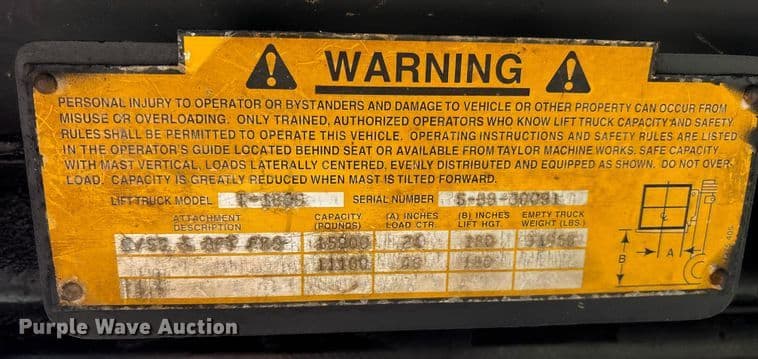 WARNING
PERSONAL INJURY TO OPERATOR OR BYSTANDERS AND DAMAGE TO VEHICLE OR OTHER PROPERTY CAN OCCUR FROM
MISUSE OR OVERLOADING. ONLY TRAINED, AUTHORIZED OPERATORS WHO KNOW LIFT TRUCK CAPACITY AND SAFETY
RULES SHALL BE PERMITTED TO OPERATE THIS VEHICLE. OPERATING INSTRUCTIONS AND SAFETY RULES ARE LISTED
IN THE OPERATOR'S GUIDE LOCATED BEHIND SEAT OR AVAILABLE FROM TAYLOR MACHINE WORKS. SAFE CAPACITY
WITH MAST VERTICAL, LOADS LATERALLY CENTERED, EVENLY DISTRIBUTED AND EQUIPPED AS SHOWN. DO NOT OVER-
LOAD. CAPACITY IS GREATLY REDUCED WHEN MAST IS TILTED FORWARD.
LIFT TRUCK MODEL SERIAL NUMBER
ATTACHMENT DESCRIPTION CAPACITY (POUNDS) (A) INCHES LOAD CTR. (B) INCHES LIFT HGT. EMPTY TRUCK WEIGHT (LBS.)
11100
A
B
Purple Wave Auction